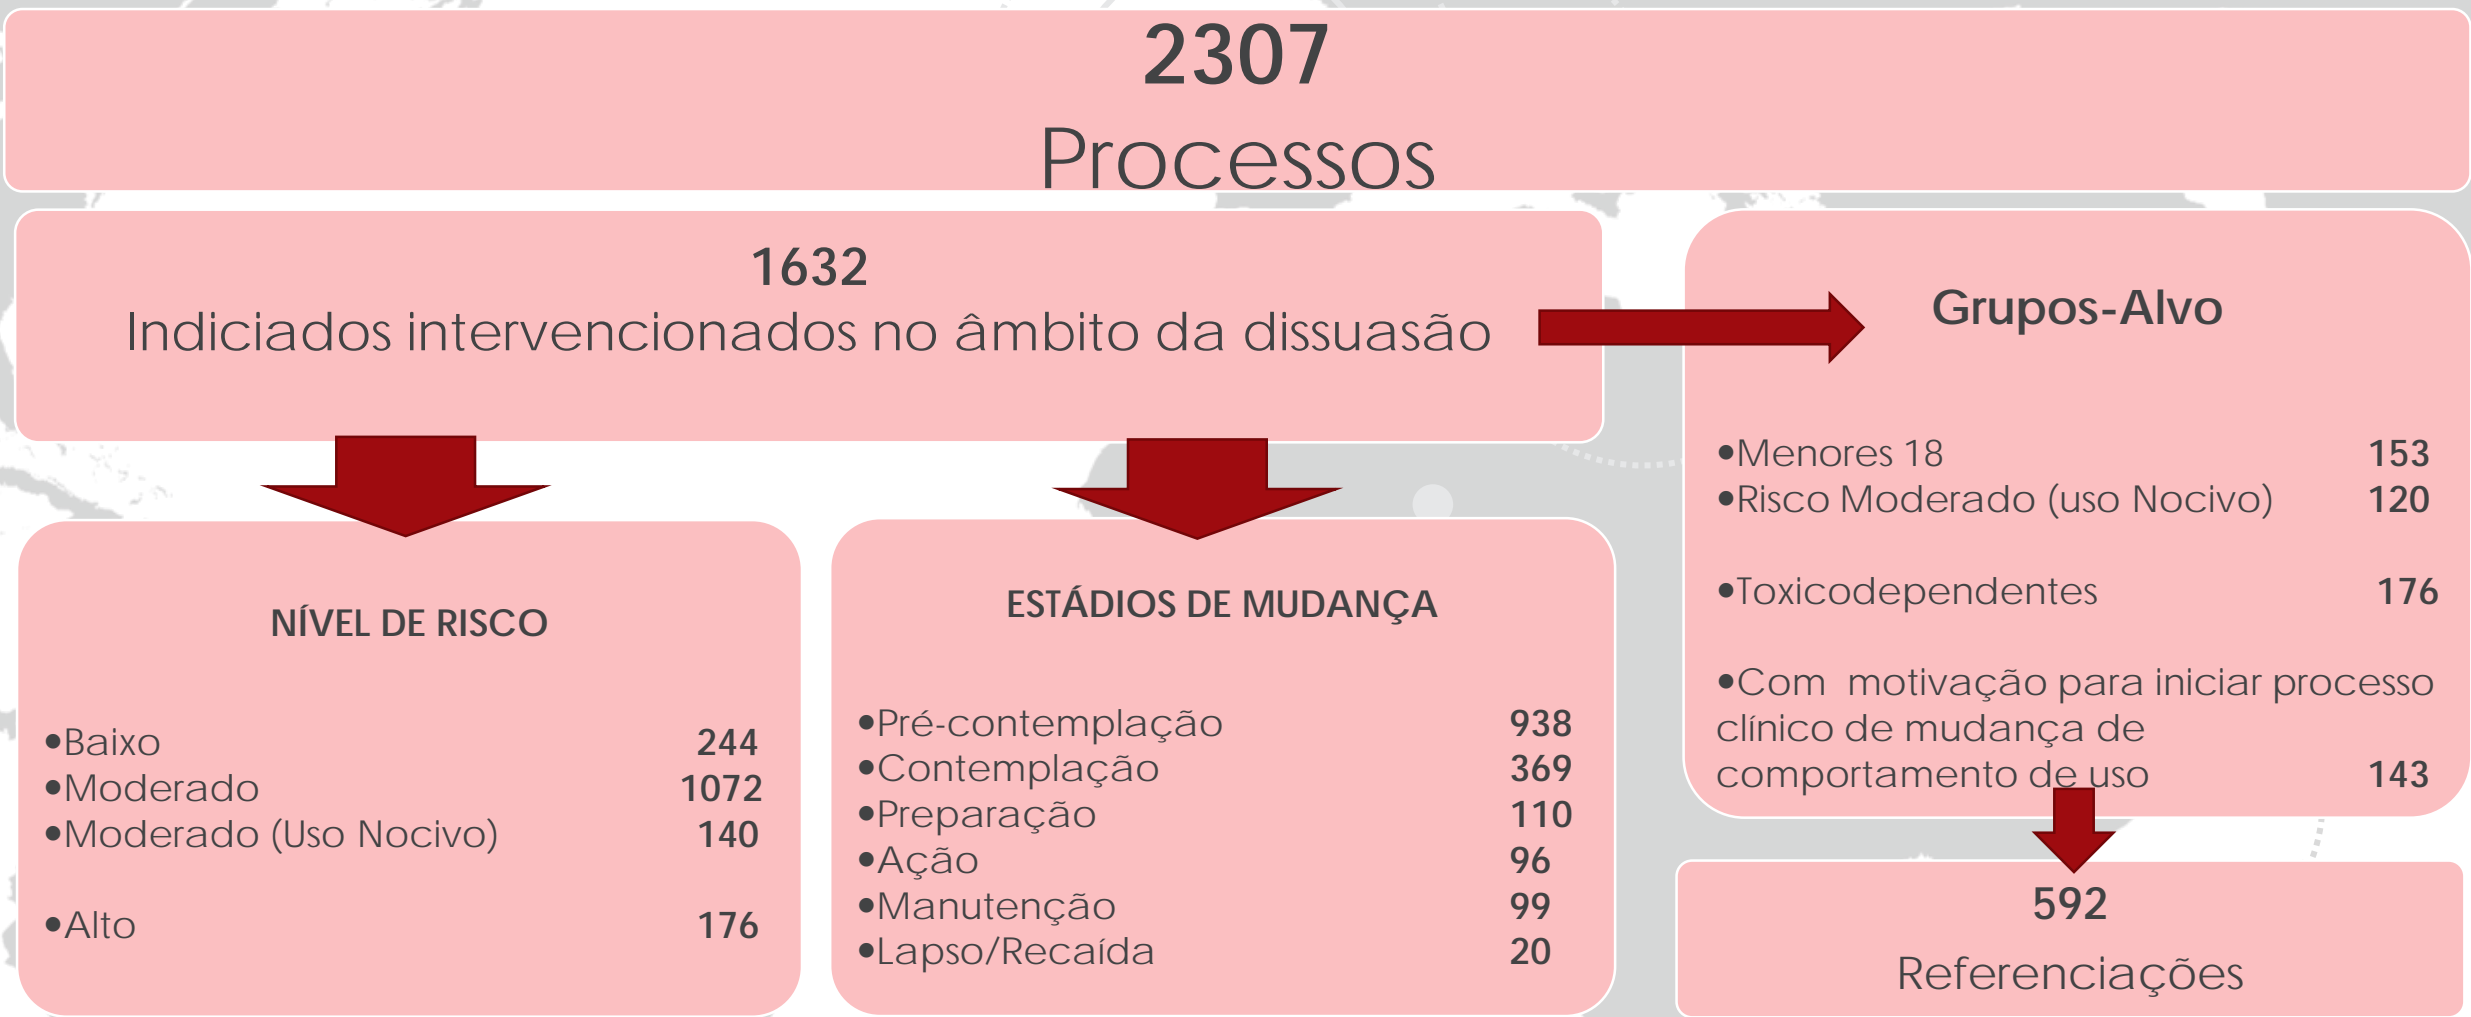 2307
Processos
1632
Indiciados intervencionados no âmbito da dissuasão
NÍVEL DE RISCO
•Baixo 244
•Moderado 1072
•Moderado (Uso Nocivo) 140
•Alto 176
ESTÁDIOS DE MUDANÇA
•Pré-contemplação 938
•Contemplação 369
•Preparação 110
•Ação 96
•Manutenção 99
•Lapso/Recaída 20
Grupos-Alvo
•Menores 18 153
•Risco Moderado (uso Nocivo) 120
•Toxicodependentes 176
•Com motivação para iniciar processo
clínico de mudança de
comportamento de uso 143
592
Referenciações